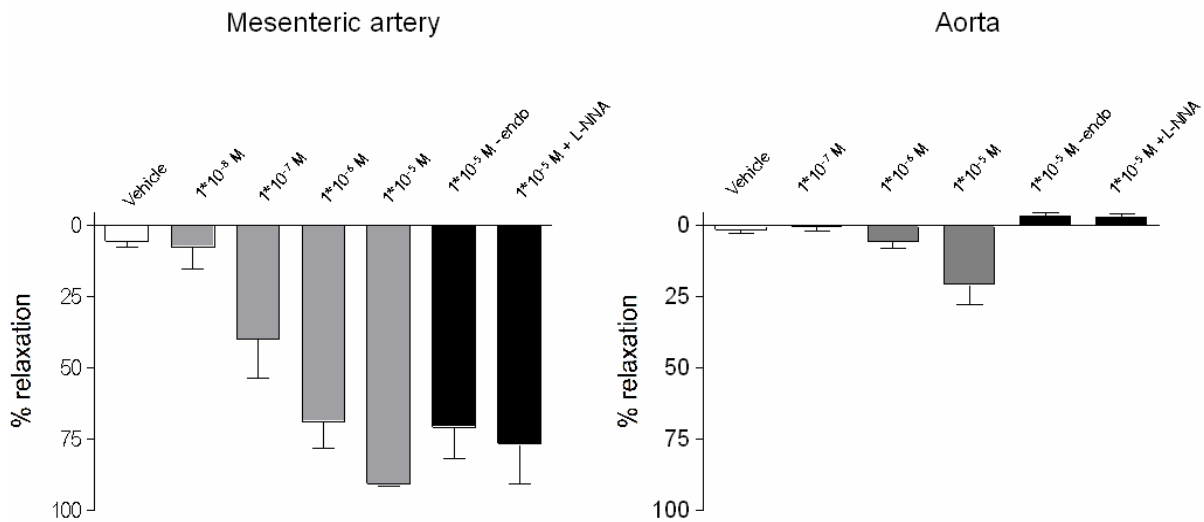 Mesenteric artery
Vehicle
1*10-8 M
1*10-7 M
1*10-6 M
1*10-5 M
1*10-5 M -endo
1*10-5 M + L-NNA
% relaxation
0
25
50
75
100
Aorta
Vehicle
1*10-7 M
1*10-6 M
1*10-5 M
1*10-5 M -endo
1*10-5 M +L-NNA
% relaxation
0
25
50
75
100